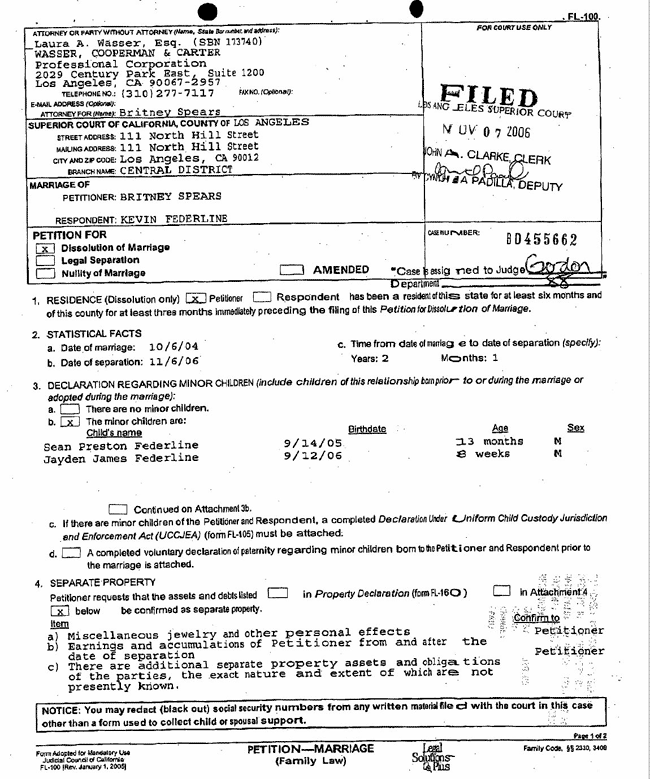 FL-100
ATTORNEY OR PARTY WITHOUT ATTORNEY (Name, State Bar number, and address):
FOR COURT USE ONLY
Laura A. Wasser, Esq. (SBN 173740)
WASSER, COOPERMAN & CARTER
Professional Corporation
2029 Century Park East, Suite 1200
Los Angeles, CA 90067-2957
TELEPHONE NO.: (310)277-7117 FAX NO. (Optional):
E-MAIL ADDRESS (Optional):
ATTORNEY FOR (Name): Britney Spears
FILED
LOS ANGELES SUPERIOR COURT
NOV 07 2006
JOHN A. CLARKE, CLERK
BY CYNTHIA PADILLA, DEPUTY
SUPERIOR COURT OF CALIFORNIA, COUNTY OF LOS ANGELES
STREET ADDRESS: 111 North Hill Street
MAILING ADDRESS: 111 North Hill Street
CITY AND ZIP CODE: Los Angeles, CA 90012
BRANCH NAME: CENTRAL DISTRICT
MARRIAGE OF
PETITIONER: BRITNEY SPEARS
RESPONDENT: KEVIN FEDERLINE
PETITION FOR
CASE NUMBER:
BD455662
X Dissolution of Marriage
Legal Separation
Nullity of Marriage
AMENDED
*Case is assigned to Judge Gordon
Department 88
1. RESIDENCE (Dissolution only) X Petitioner Respondent has been a resident of this state for at least six months and
of this county for at least three months immediately preceding the filing of this Petition for Dissolution of Marriage.
2. STATISTICAL FACTS
a. Date of marriage: 10/6/04
b. Date of separation: 11/6/06
c. Time from date of marriage to date of separation (specify):
Years: 2 Months: 1
3. DECLARATION REGARDING MINOR CHILDREN (include children of this relationship born prior to or during the marriage or
adopted during the marriage):
a. There are no minor children.
b. X The minor children are:
Child's name Birthdate Age Sex
Sean Preston Federline 9/14/05 13 months M
Jayden James Federline 9/12/06 8 weeks M
Continued on Attachment 3b.
c. If there are minor children of the Petitioner and Respondent, a completed Declaration Under Uniform Child Custody Jurisdiction
and Enforcement Act (UCCJEA) (form FL-105) must be attached.
d. A completed voluntary declaration of paternity regarding minor children born to the Petitioner and Respondent prior to
the marriage is attached.
4. SEPARATE PROPERTY
Petitioner requests that the assets and debts listed in Property Declaration (form FL-160) in Attachment 4
X below be confirmed as separate property.
Item Confirm to
a) Miscellaneous jewelry and other personal effects Petitioner
b) Earnings and accumulations of Petitioner from and after the
date of separation Petitioner
c) There are additional separate property assets and obligations
of the parties, the exact nature and extent of which are not
presently known.
NOTICE: You may redact (black out) social security numbers from any written material filed with the court in this case
other than a form used to collect child or spousal support.
Page 1 of 2
Form Adopted for Mandatory Use
Judicial Council of California
FL-100 [Rev. January 1, 2005]
PETITION—MARRIAGE
(Family Law)
Legal
Solutions
& Plus
Family Code, §§ 2330, 3409